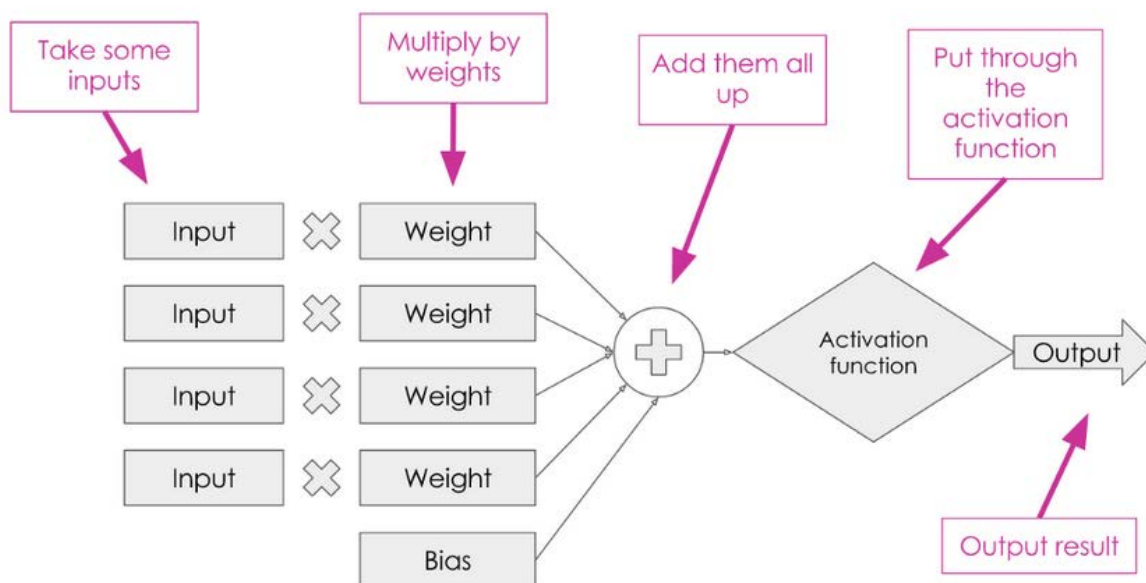 Take some
inputs
Multiply by
weights
Add them all
up
Put through
the
activation
function
Input
Weight
Input
Weight
Input
Weight
Input
Weight
Bias
Activation
function
Output
Output result